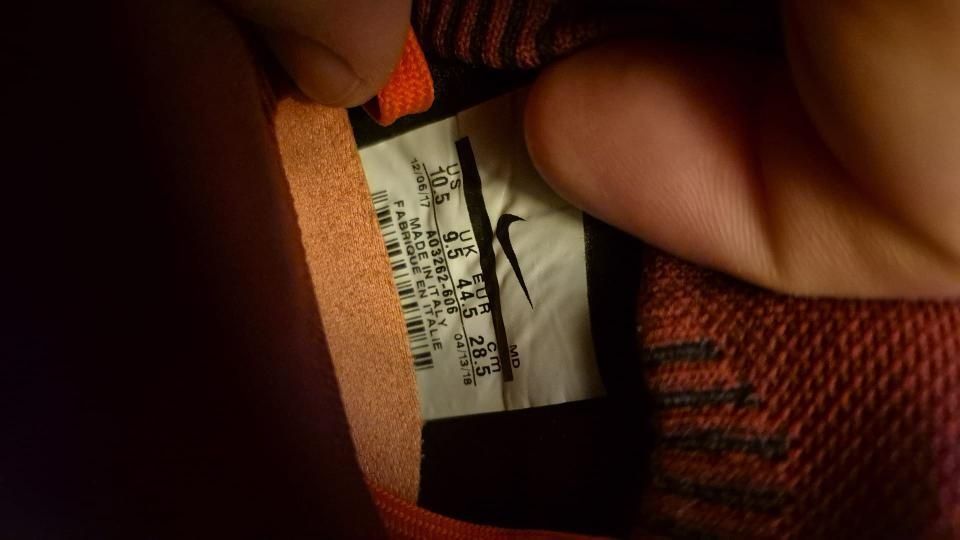 MD
US UK EUR cm
10.5 9.5 44.5 28.5
12/06/17 A03262-606 04/13/18
MADE IN ITALY
FABRIQUE EN ITALIE